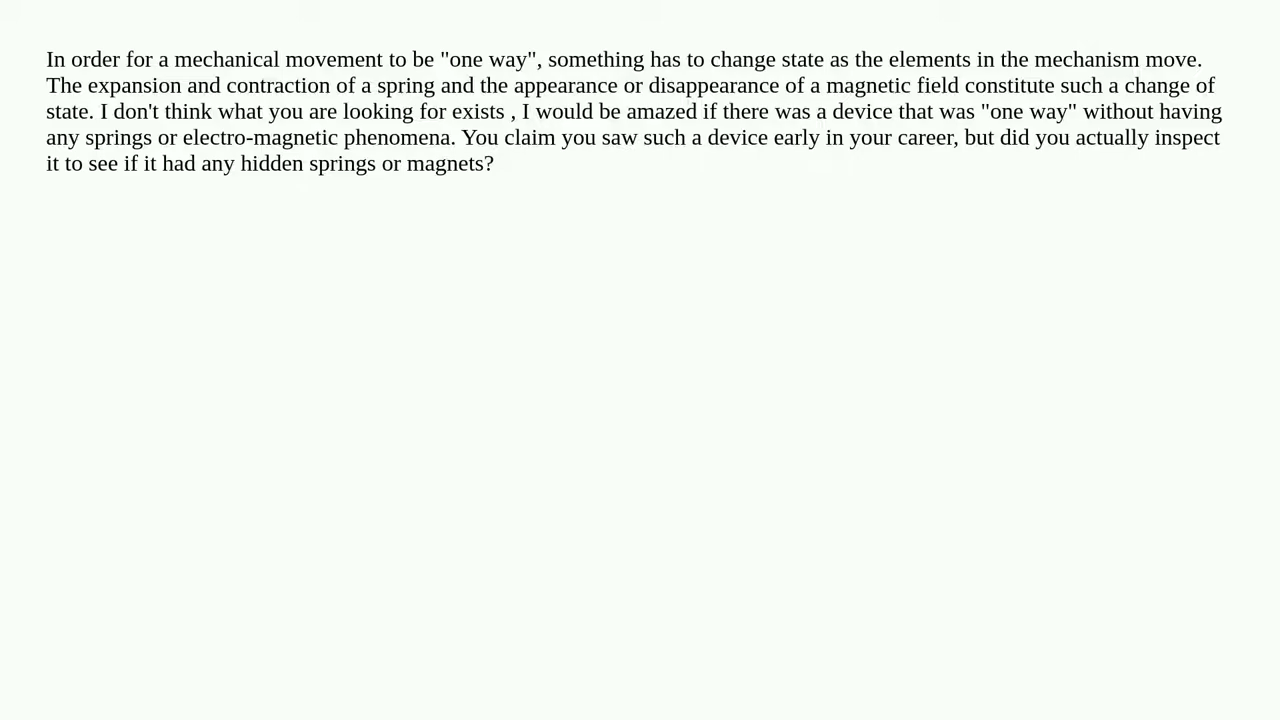 In order for a mechanical movement to be "one way", something has to change state as the elements in the mechanism move.
The expansion and contraction of a spring and the appearance or disappearance of a magnetic field constitute such a change of
state. I don't think what you are looking for exists , I would be amazed if there was a device that was "one way" without having
any springs or electro-magnetic phenomena. You claim you saw such a device early in your career, but did you actually inspect
it to see if it had any hidden springs or magnets?